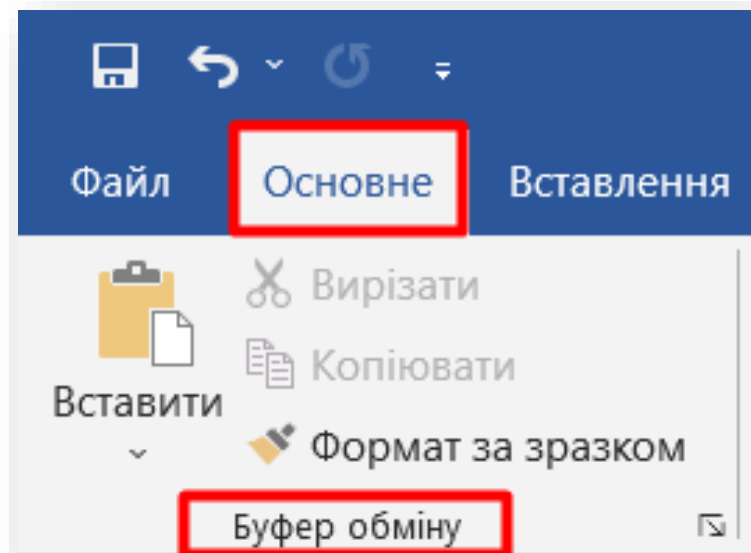 Файл Основне Вставлення
Вирізати
Копіювати
Вставити
Формат за зразком
Буфер обміну